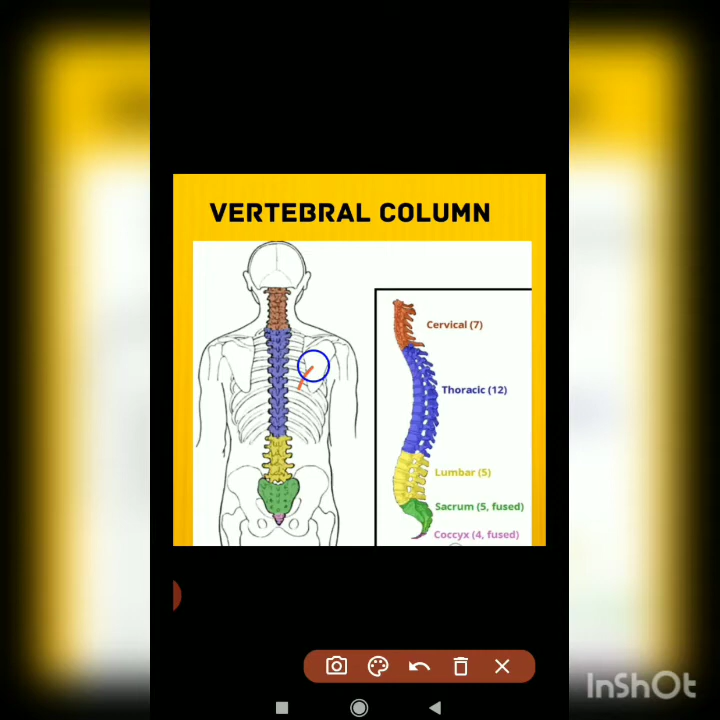 VERTEBRAL COLUMN
Cervical (7)
Thoracic (12)
Lumbar (5)
Sacrum (5, fused)
Coccyx (4, fused)
InShOt